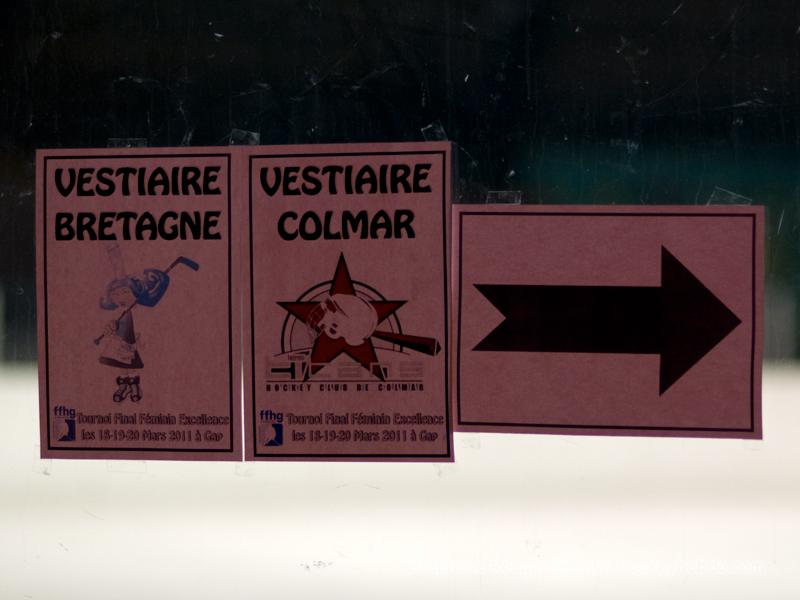 VESTIAIRE
BRETAGNE
ffhg Tournoi Final Féminin Excellence
les 18-19-20 Mars 2011 à Gap
VESTIAIRE
COLMAR
HOCKEY CLUB DE COLMAR
ffhg Tournoi Final Féminin Excellence
les 18-19-20 Mars 2011 à Gap